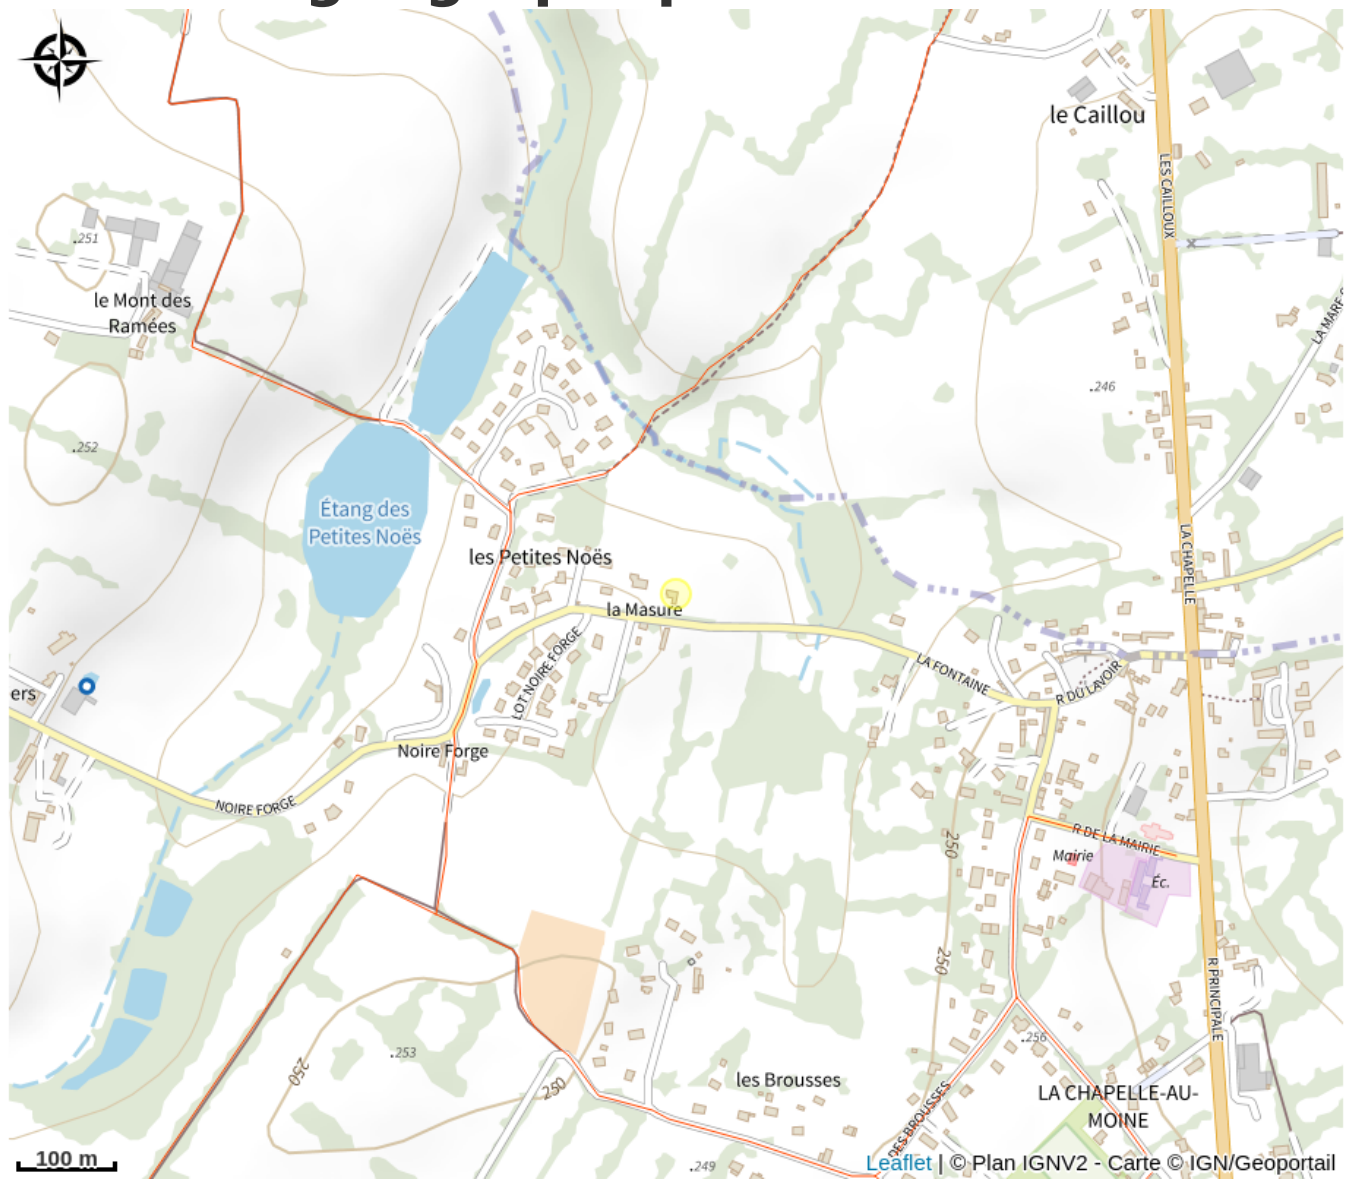 le Caillou
LES CAILLOUX
.251
le Mont des
Ramées
LA MARE
.246
.252
Étang des
Petites Noës
LA CHAPELLE
les Petites Noës
la Masure
LOT NOIRE FORGE
LA FONTAINE
R DU LAVOIR
ers
Noire Forge
NOIRE FORGE
250
R DE LA MAIRIE
Mairie
Éc.
250
R PRINCIPALE
.253
.256
250
250
les Brousses
LA CHAPELLE-AU-
MOINE
DES BROUSSES
100 m
.249
Leaflet | © Plan IGNV2 - Carte © IGN/Geoportail